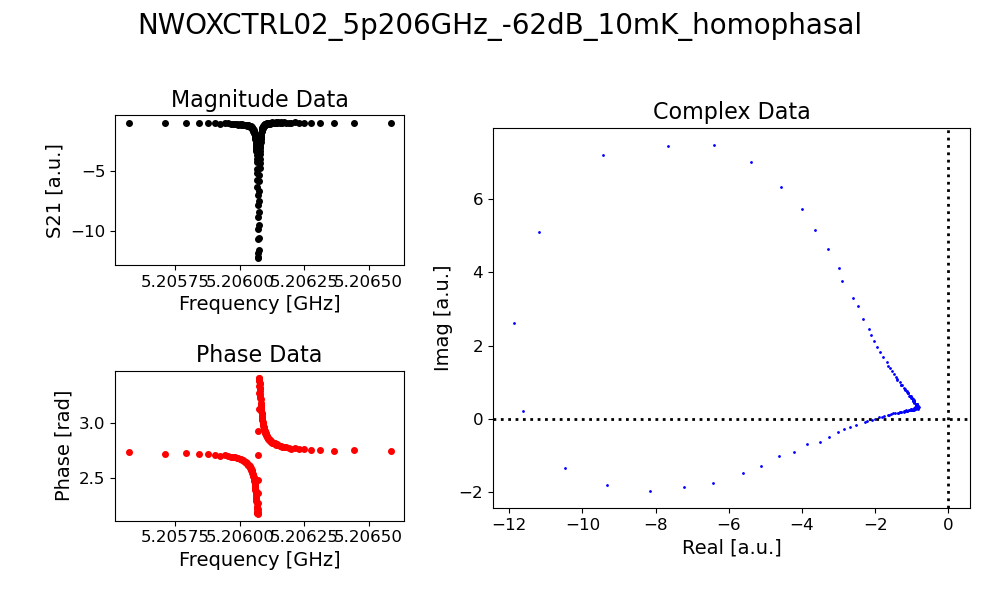 NWOXCTRL02_5p206GHz_-62dB_10mK_homophasal
Magnitude Data
S21 [a.u.]
−5
−10
5.20575 5.20600 5.20625 5.20650
Frequency [GHz]
Phase Data
Phase [rad]
3.0
2.5
5.20575 5.20600 5.20625 5.20650
Frequency [GHz]
Complex Data
Imag [a.u.]
6
4
2
0
−2
−12 −10 −8 −6 −4 −2 0
Real [a.u.]